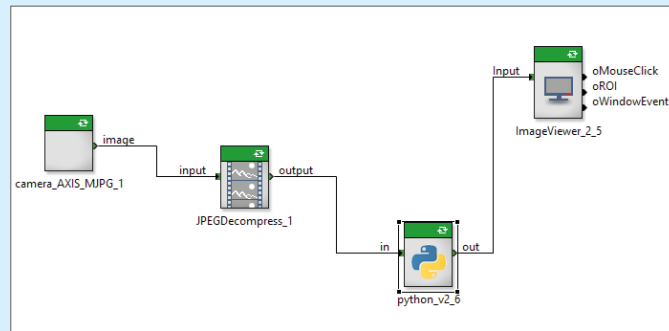 image
camera_AXIS_MJPG_1
input
output
JPEGDecompress_1
in
out
python_v2_6
Input
oMouseClick
oROI
oWindowEvent
ImageViewer_2_5